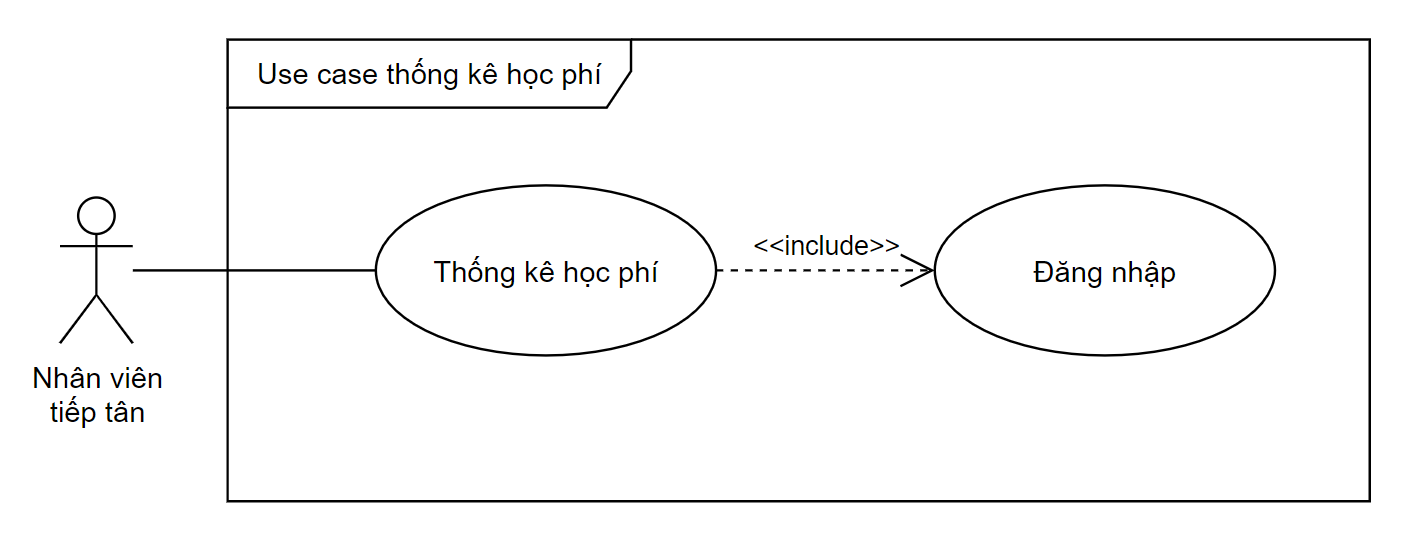 Use case thống kê học phí
Thống kê học phí
<<include>>
Đăng nhập
Nhân viên
tiếp tân